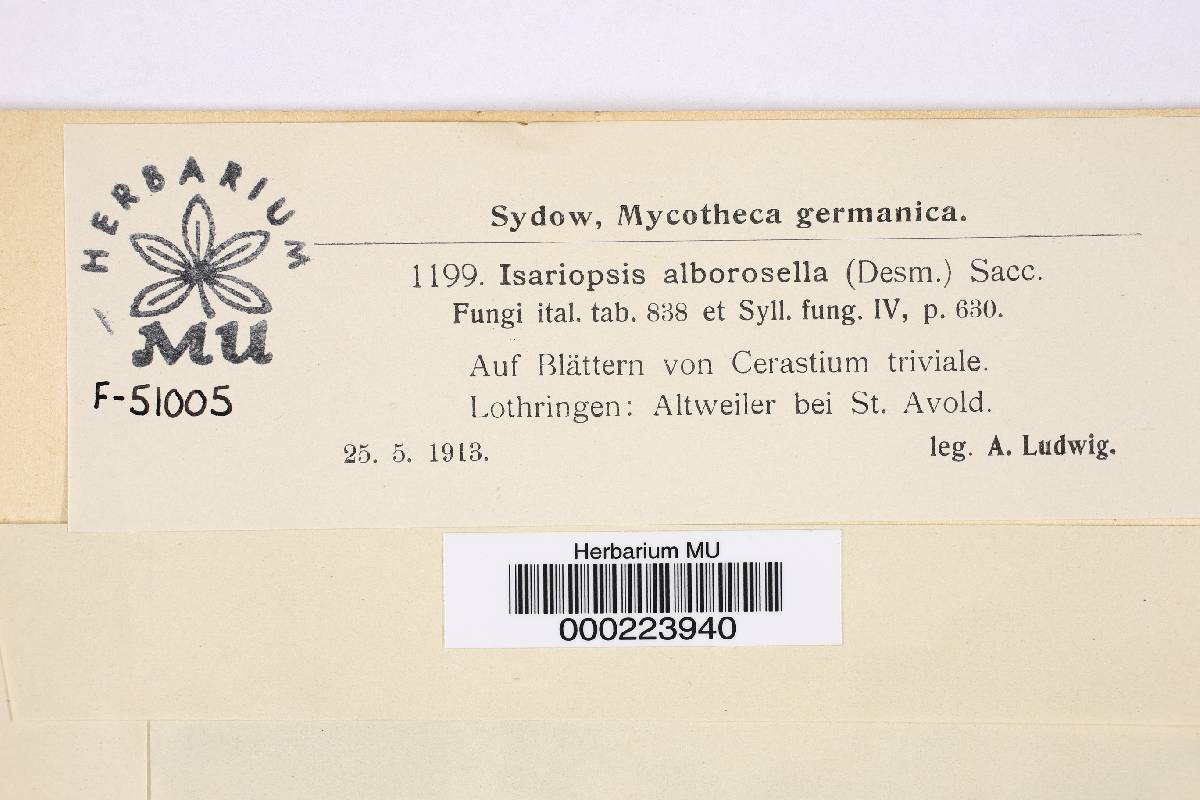 HERBARIUM
MU
F-51005
Sydow, Mycotheca germanica.
1199. Isariopsis alborosella (Desm.) Sacc.
Fungi ital. tab. 838 et Syll. fung. IV, p. 630.
Auf Blättern von Cerastium triviale.
Lothringen: Altweiler bei St. Avold.
25. 5. 1913. leg. A. Ludwig.
Herbarium MU
000223940